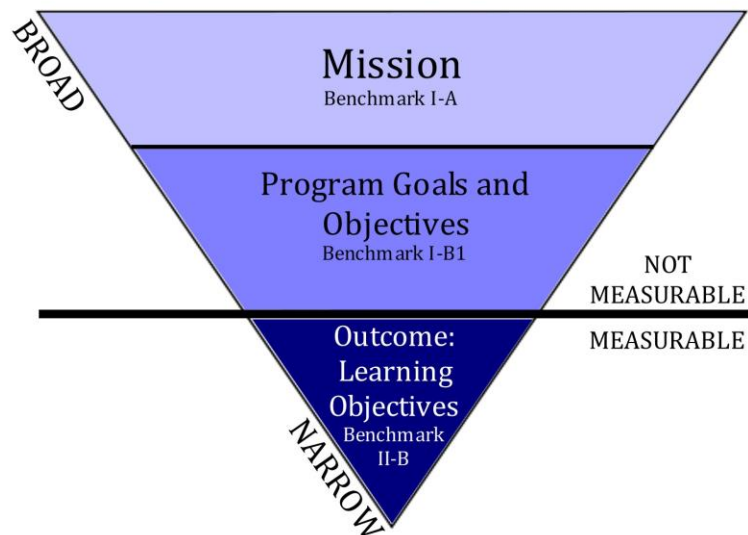 BROAD
Mission
Benchmark I-A
Program Goals and
Objectives
Benchmark I-B1
NOT
MEASURABLE
MEASURABLE
Outcome:
Learning
Objectives
Benchmark
II-B
NARROW